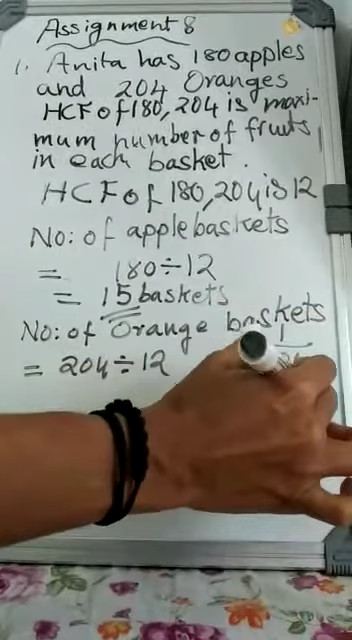 Assignment 8
1. Anita has 180 apples
and 204 Oranges
HCF of 180, 204 is maxi-
mum number of fruits
in each basket.
HCF of 180, 204 is 12
No: of apple baskets
= 180 ÷ 12
= 15 baskets
No: of Orange baskets
= 204 ÷ 12
1